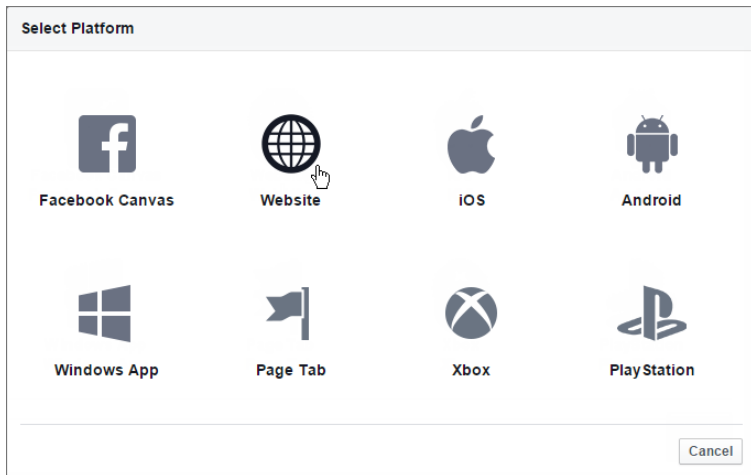 Select Platform
Facebook Canvas Website iOS Android
Windows App Page Tab Xbox PlayStation
Cancel